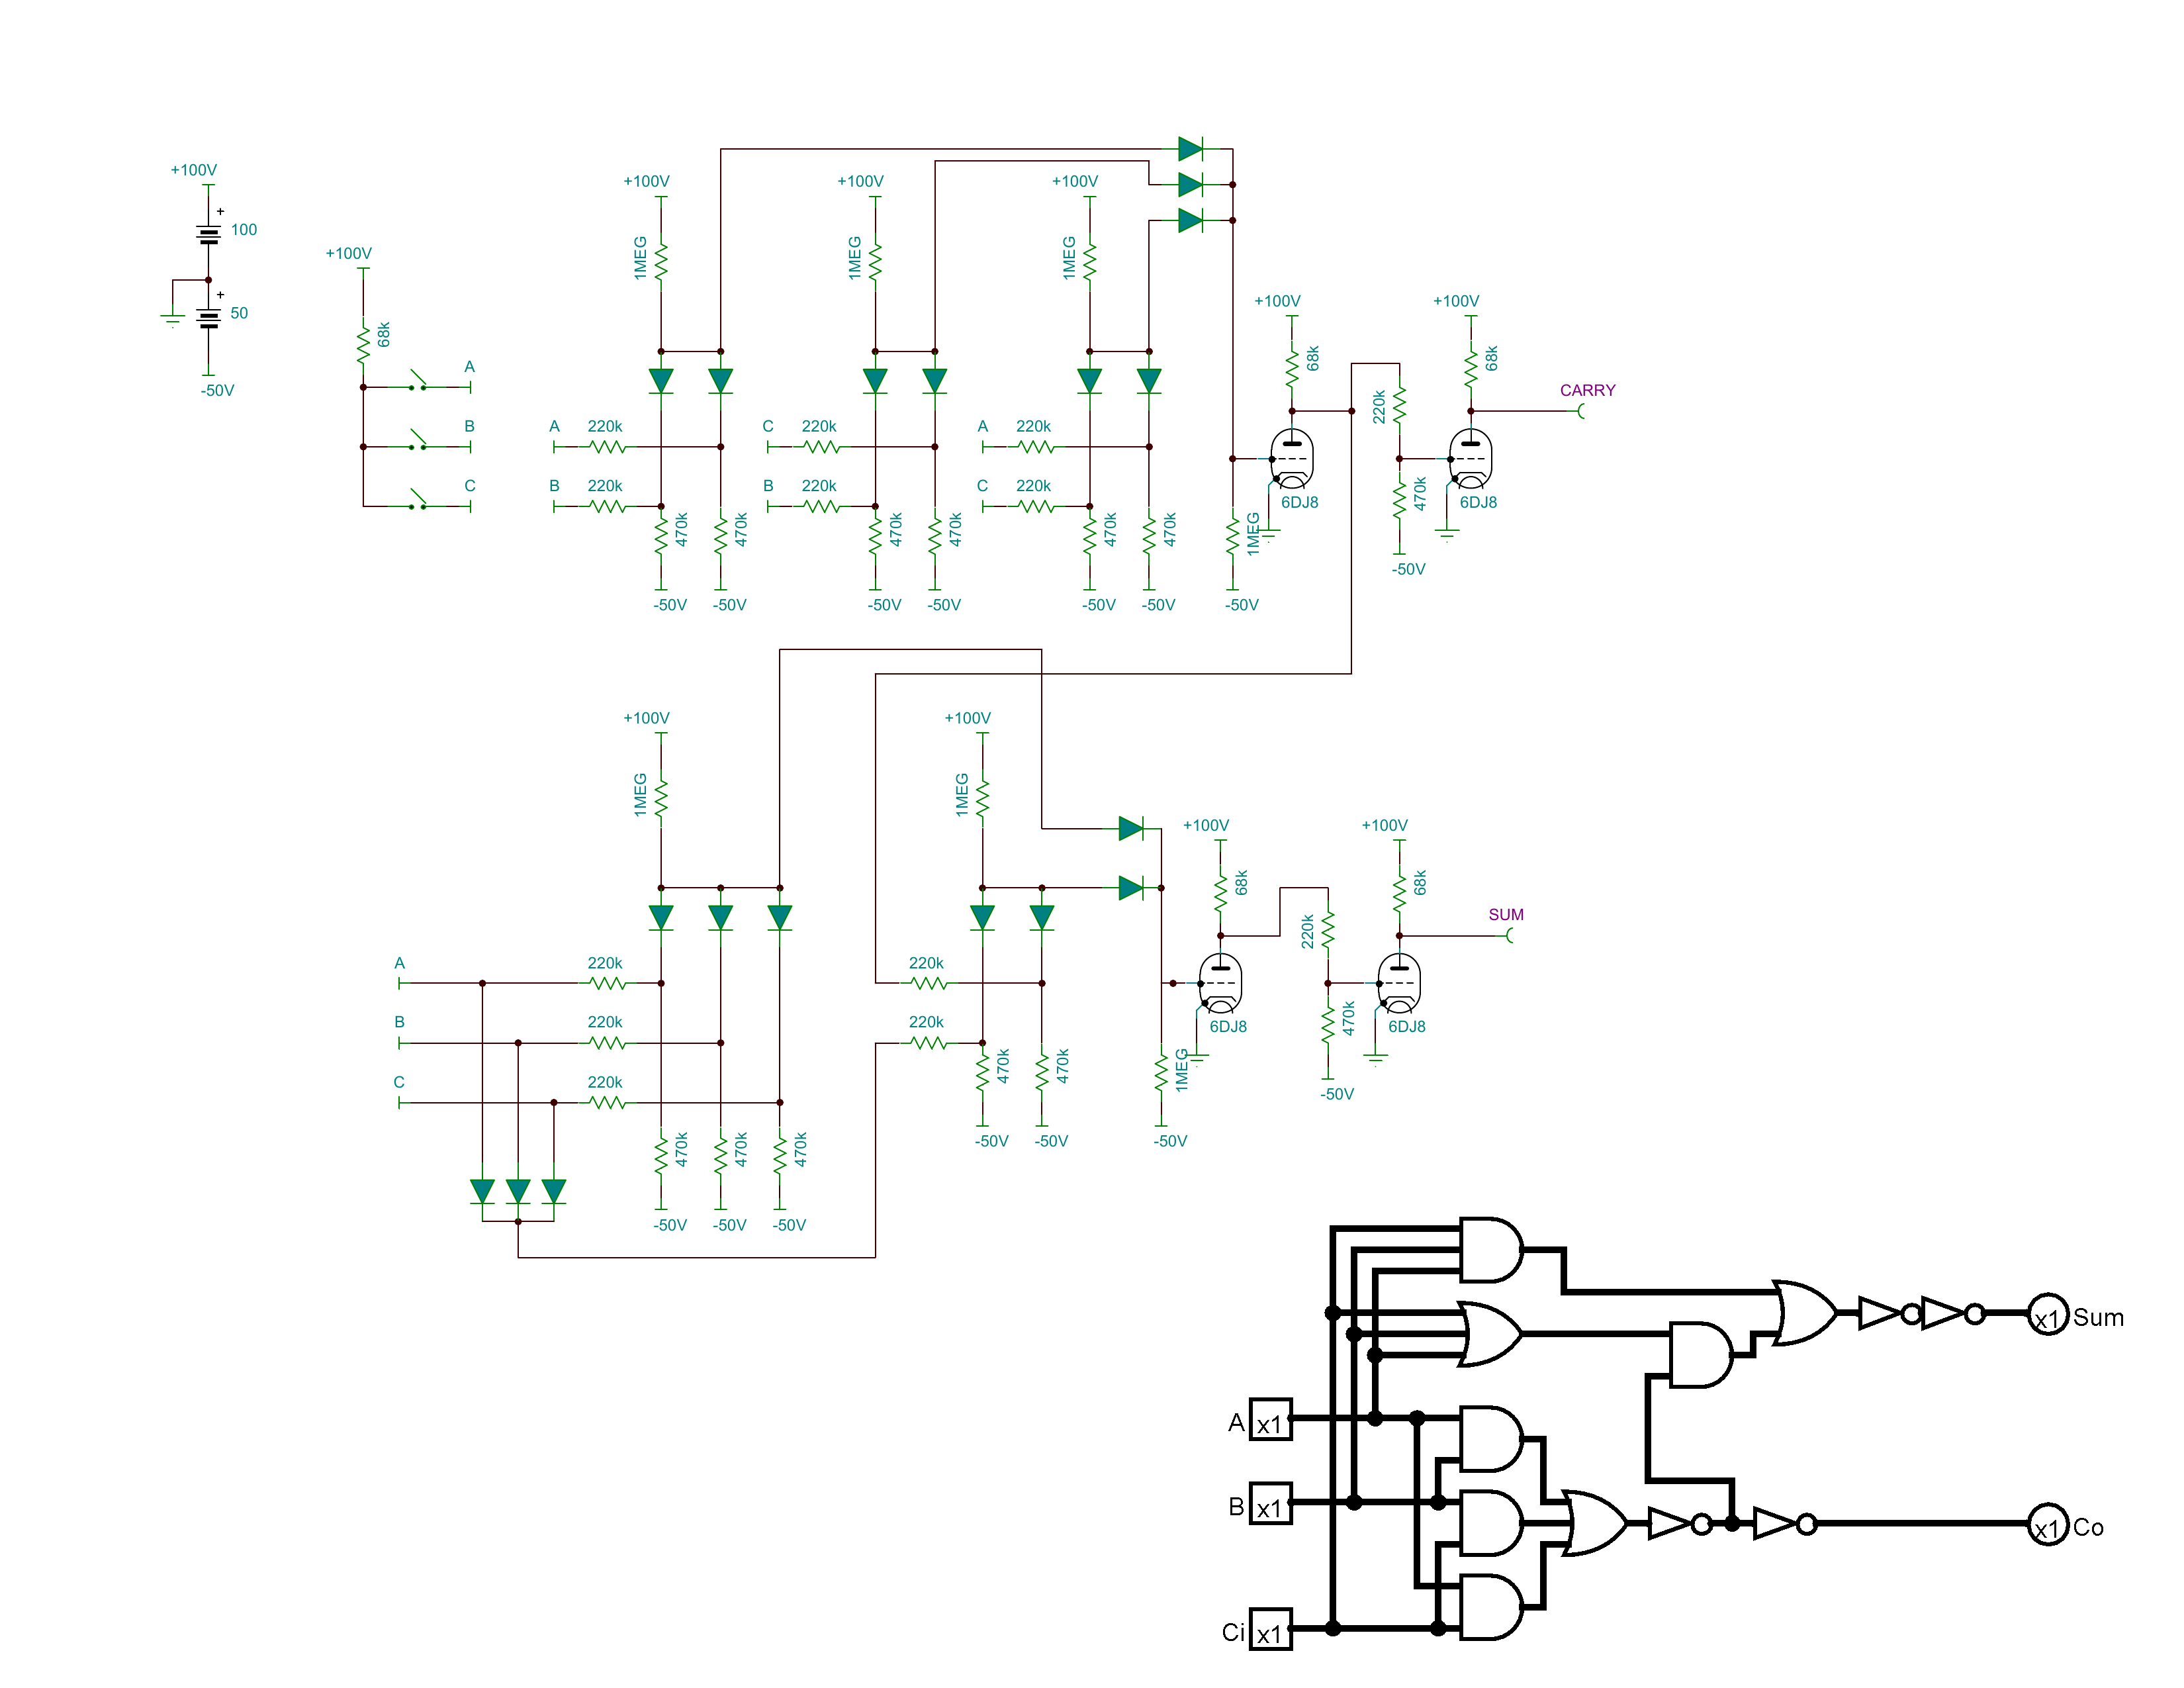 +100V
100
50
-50V
+100V
68k
A
B
C
+100V
1MEG
+100V
1MEG
+100V
1MEG
A 220k
B 220k
C 220k
B 220k
A 220k
C 220k
470k
470k
470k
470k
470k
470k
1MEG
-50V
-50V
-50V
-50V
-50V
-50V
-50V
+100V
68k
6DJ8
220k
470k
-50V
+100V
68k
CARRY
6DJ8
+100V
1MEG
+100V
1MEG
A 220k
B 220k
C 220k
470k
470k
470k
-50V
-50V
-50V
220k
220k
470k
470k
1MEG
-50V
-50V
-50V
+100V
68k
6DJ8
220k
470k
-50V
+100V
68k
SUM
6DJ8
x1 Sum
A x1
B x1
x1 Co
Ci x1